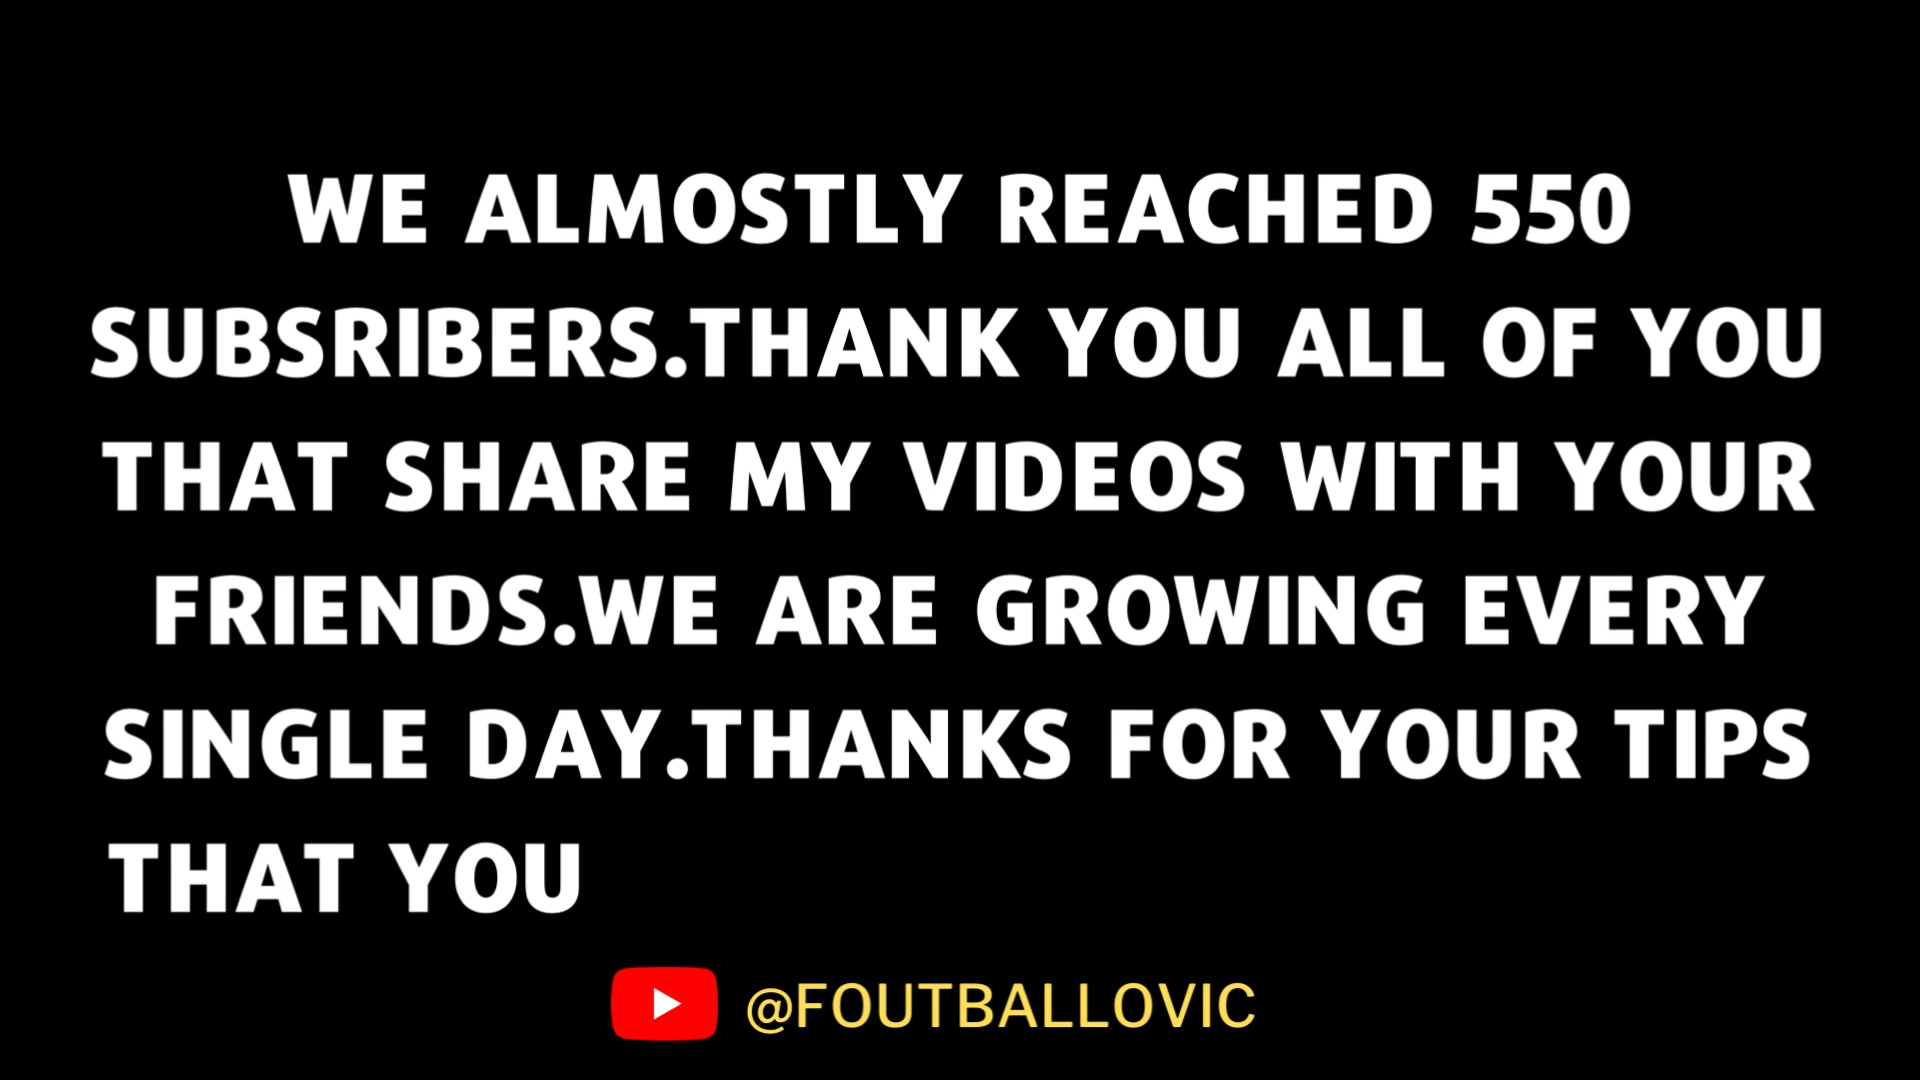 WE ALMOSTLY REACHED 550
SUBSRIBERS.THANK YOU ALL OF YOU
THAT SHARE MY VIDEOS WITH YOUR
FRIENDS.WE ARE GROWING EVERY
SINGLE DAY.THANKS FOR YOUR TIPS
THAT YOU
@FOUTBALLOVIC